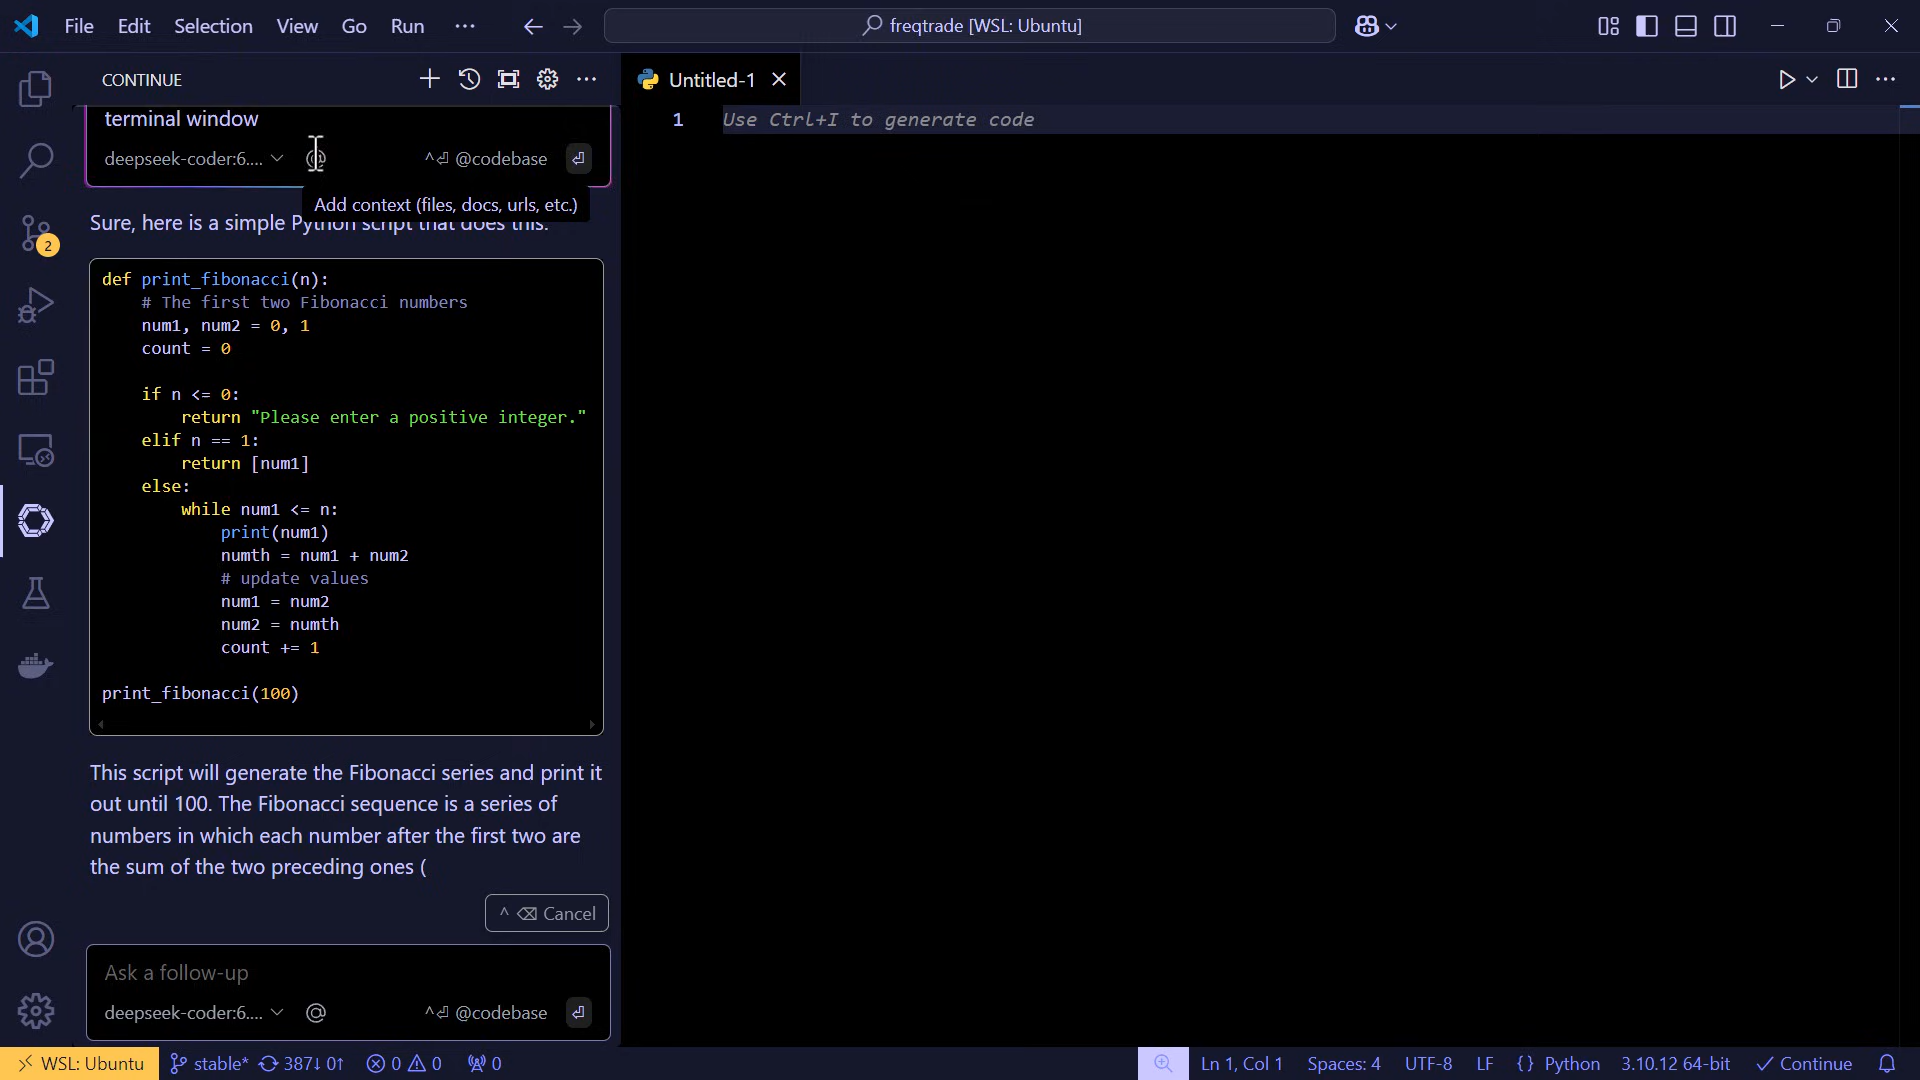 File Edit Selection View Go Run ··· freqtrade [WSL: Ubuntu]
CONTINUE
terminal window
deepseek-coder:6.... @ ^⏎ @codebase ⏎
Add context (files, docs, urls, etc.)
Sure, here is a simple Python script that does this:
def print_fibonacci(n):
    # The first two Fibonacci numbers
    num1, num2 = 0, 1
    count = 0
    if n <= 0:
        return "Please enter a positive integer."
    elif n == 1:
        return [num1]
    else:
        while num1 <= n:
            print(num1)
            numth = num1 + num2
            # update values
            num1 = num2
            num2 = numth
            count += 1
print_fibonacci(100)
This script will generate the Fibonacci series and print it
out until 100. The Fibonacci sequence is a series of
numbers in which each number after the first two are
the sum of the two preceding ones (
^ ⌫ Cancel
Ask a follow-up
deepseek-coder:6.... @ ^⏎ @codebase ⏎
Untitled-1
1 Use Ctrl+I to generate code
2
WSL: Ubuntu stable* 387↓ 0↑ 0 0 0 Ln 1, Col 1 Spaces: 4 UTF-8 LF {} Python 3.10.12 64-bit ✓ Continue